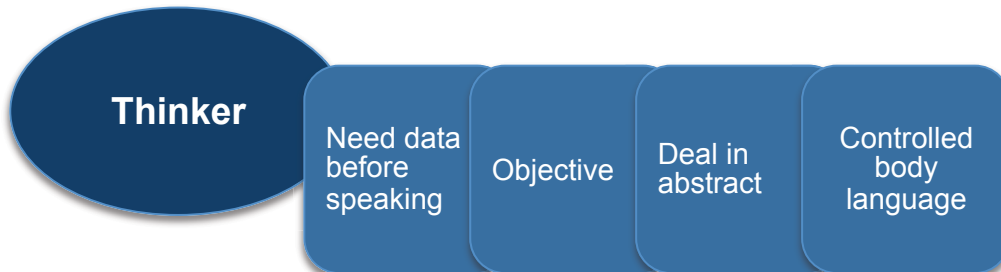 Thinker
Need data
before
speaking
Objective
Deal in
abstract
Controlled
body
language